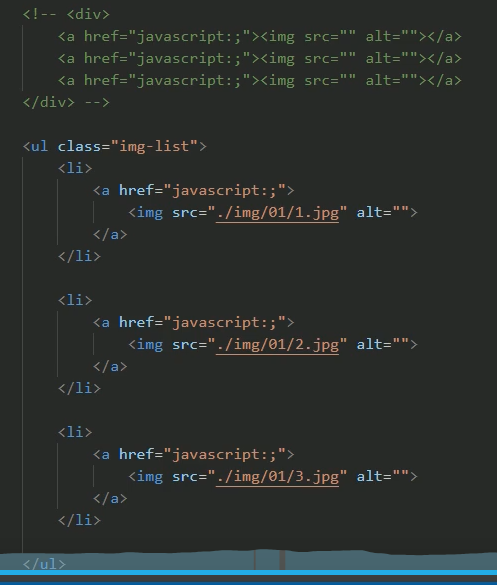 <!-- <div>
    <a href="javascript:;"><img src="" alt=""></a>
    <a href="javascript:;"><img src="" alt=""></a>
    <a href="javascript:;"><img src="" alt=""></a>
</div> -->
<ul class="img-list">
    <li>
        <a href="javascript:;">
            <img src="./img/01/1.jpg" alt="">
        </a>
    </li>
    <li>
        <a href="javascript:;">
            <img src="./img/01/2.jpg" alt="">
        </a>
    </li>
    <li>
        <a href="javascript:;">
            <img src="./img/01/3.jpg" alt="">
        </a>
    </li>
</ul>